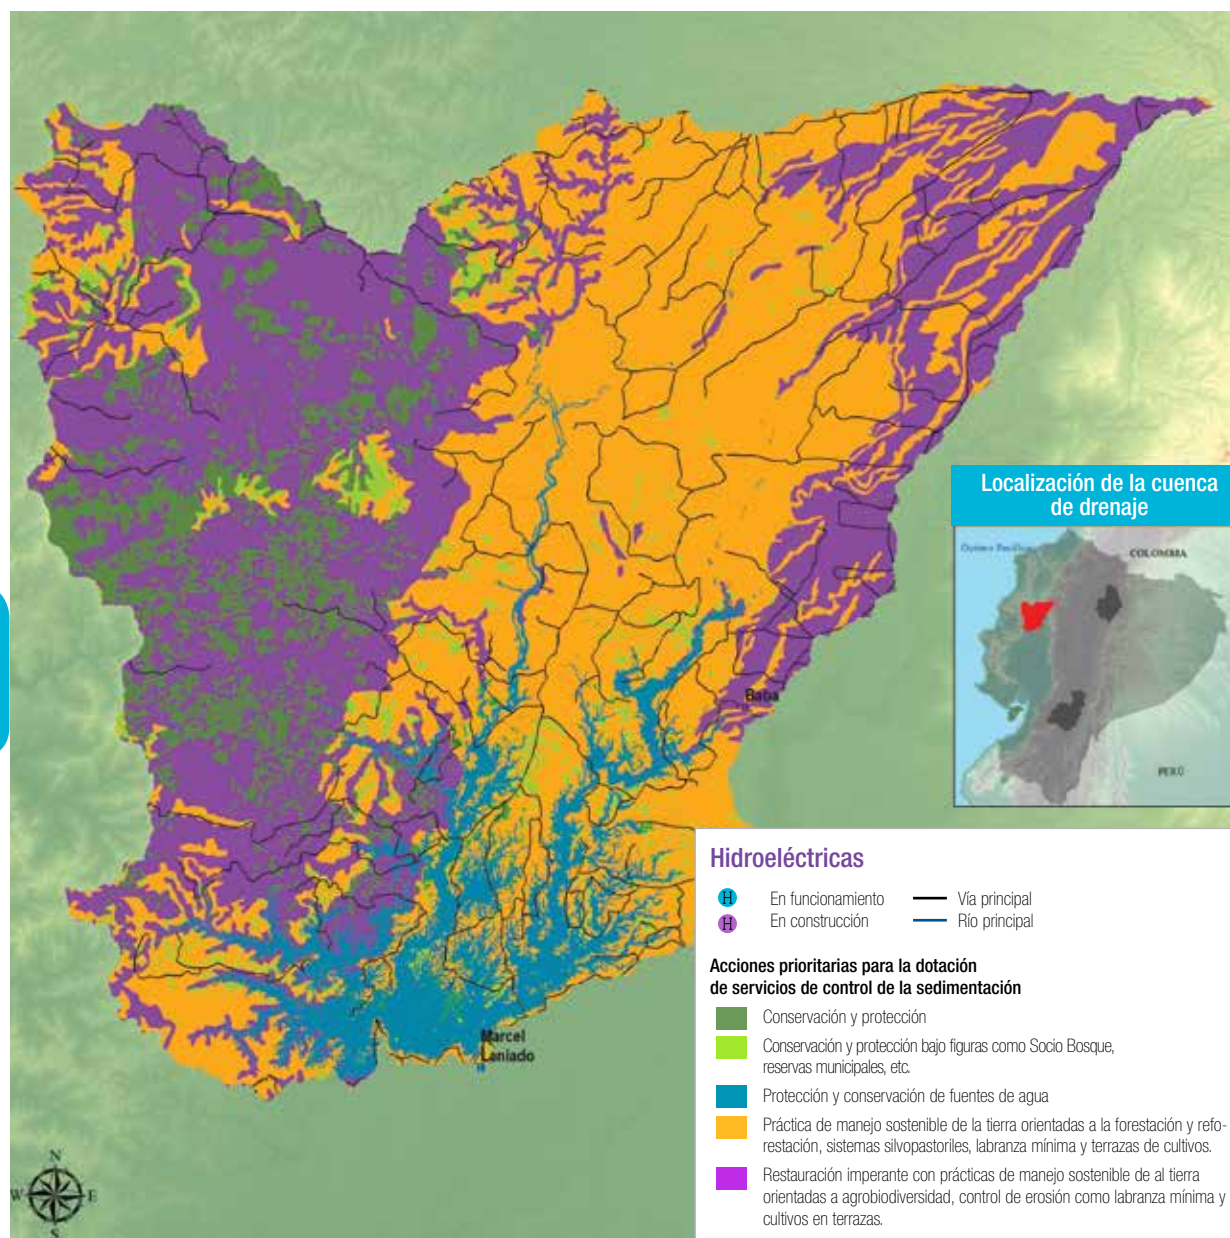 Localización de la cuenca
de drenaje
Océano Pacífico
COLOMBIA
PERÚ
Baba
Marcel
Laniado
N
W
E
S
Hidroeléctricas
H En funcionamiento
H En construcción
Vía principal
Río principal
Acciones prioritarias para la dotación
de servicios de control de la sedimentación
Conservación y protección
Conservación y protección bajo figuras como Socio Bosque,
reservas municipales, etc.
Protección y conservación de fuentes de agua
Práctica de manejo sostenible de la tierra orientadas a la forestación y refo-
restación, sistemas silvopastoriles, labranza mínima y terrazas de cultivos.
Restauración imperante con prácticas de manejo sostenible de al tierra
orientadas a agrobiodiversidad, control de erosión como labranza mínima y
cultivos en terrazas.